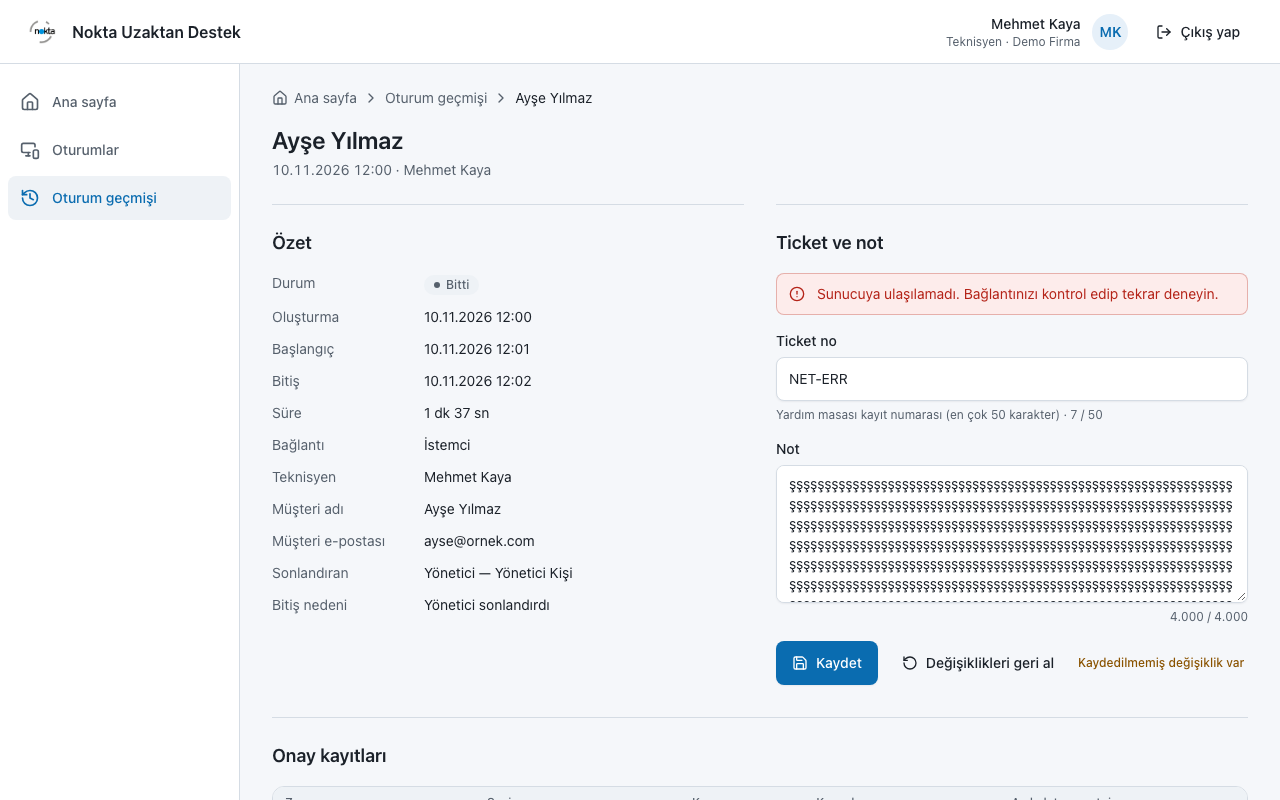 nokta
Nokta Uzaktan Destek
Mehmet Kaya
Teknisyen · Demo Firma
MK
Çıkış yap
Ana sayfa
Oturumlar
Oturum geçmişi
Ana sayfa
Oturum geçmişi
Ayşe Yılmaz
Ayşe Yılmaz
10.11.2026 12:00 · Mehmet Kaya
Özet
Durum Bitti
Oluşturma 10.11.2026 12:00
Başlangıç 10.11.2026 12:01
Bitiş 10.11.2026 12:02
Süre 1 dk 37 sn
Bağlantı İstemci
Teknisyen Mehmet Kaya
Müşteri adı Ayşe Yılmaz
Müşteri e-postası ayse@ornek.com
Sonlandıran Yönetici — Yönetici Kişi
Bitiş nedeni Yönetici sonlandırdı
Ticket ve not
Sunucuya ulaşılamadı. Bağlantınızı kontrol edip tekrar deneyin.
Ticket no
NET-ERR
Yardım masası kayıt numarası (en çok 50 karakter) · 7 / 50
Not
4.000 / 4.000
Kaydet
Değişiklikleri geri al
Kaydedilmemiş değişiklik var
Onay kayıtları